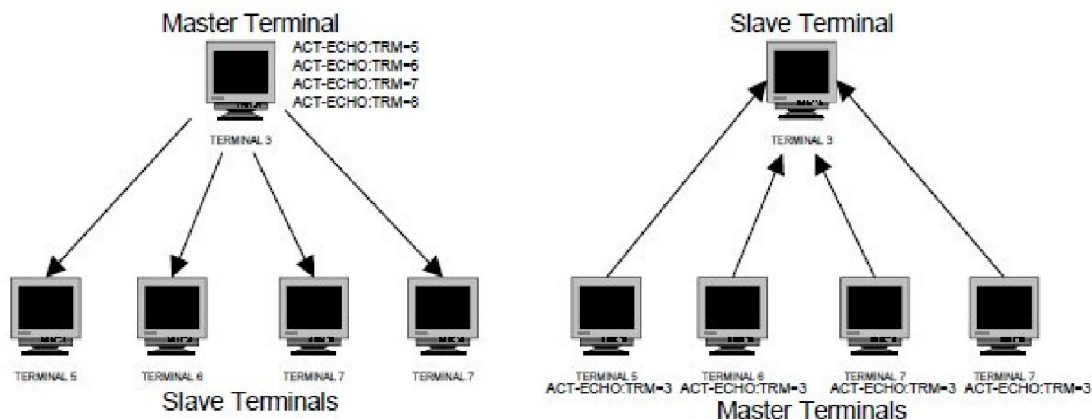 Master Terminal
ACT-ECHO:TRM=5
ACT-ECHO:TRM=6
ACT-ECHO:TRM=7
ACT-ECHO:TRM=8
TERMINAL 3
TERMINAL 5
TERMINAL 6
TERMINAL 7
TERMINAL 7
Slave Terminals
Slave Terminal
TERMINAL 3
TERMINAL 5
TERMINAL 6
TERMINAL 7
TERMINAL 7
ACT-ECHO:TRM=3
ACT-ECHO:TRM=3
ACT-ECHO:TRM=3
ACT-ECHO:TRM=3
Master Terminals